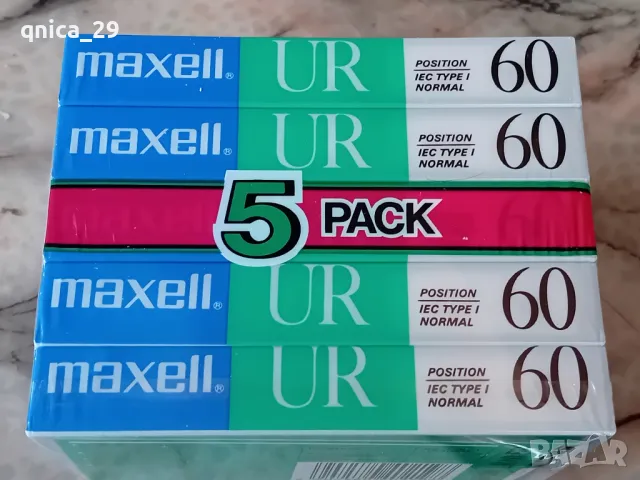 qnica_29
maxell® UR POSITION IEC TYPE I NORMAL 60
maxell® UR POSITION IEC TYPE I NORMAL 60
5 PACK
maxell® UR POSITION IEC TYPE I NORMAL 60
maxell® UR POSITION IEC TYPE I NORMAL 60
BAZAR